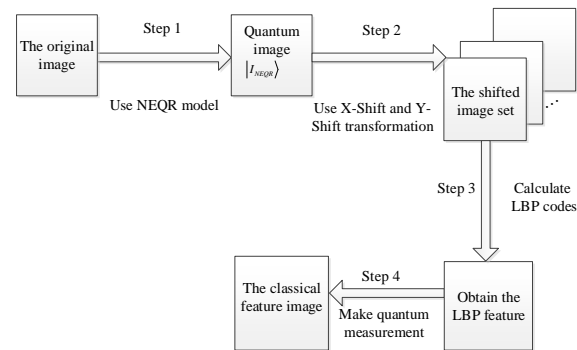 The original
image
Step 1
Use NEQR model
Quantum
image
|I_NEQR⟩
Step 2
Use X-Shift and Y-
Shift transformation
The shifted
image set
...
Step 3
Calculate
LBP codes
Obtain the
LBP feature
Step 4
Make quantum
measurement
The classical
feature image